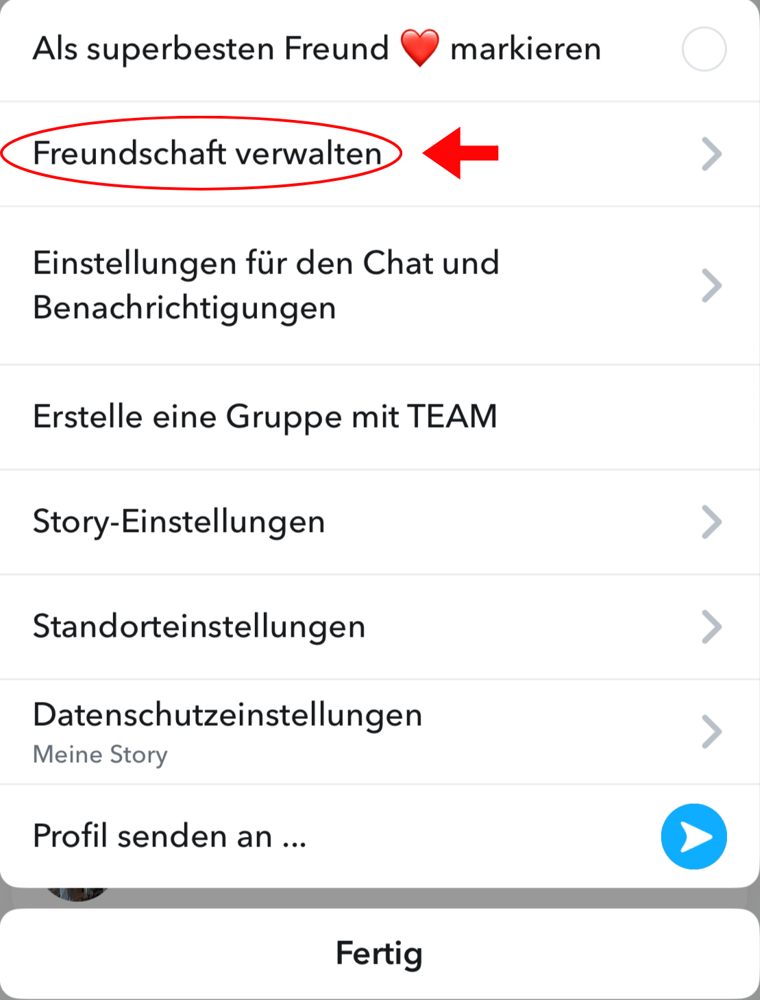 Als superbesten Freund ❤️ markieren
Freundschaft verwalten
Einstellungen für den Chat und
Benachrichtigungen
Erstelle eine Gruppe mit TEAM
Story-Einstellungen
Standorteinstellungen
Datenschutzeinstellungen
Meine Story
Profil senden an ...
Fertig